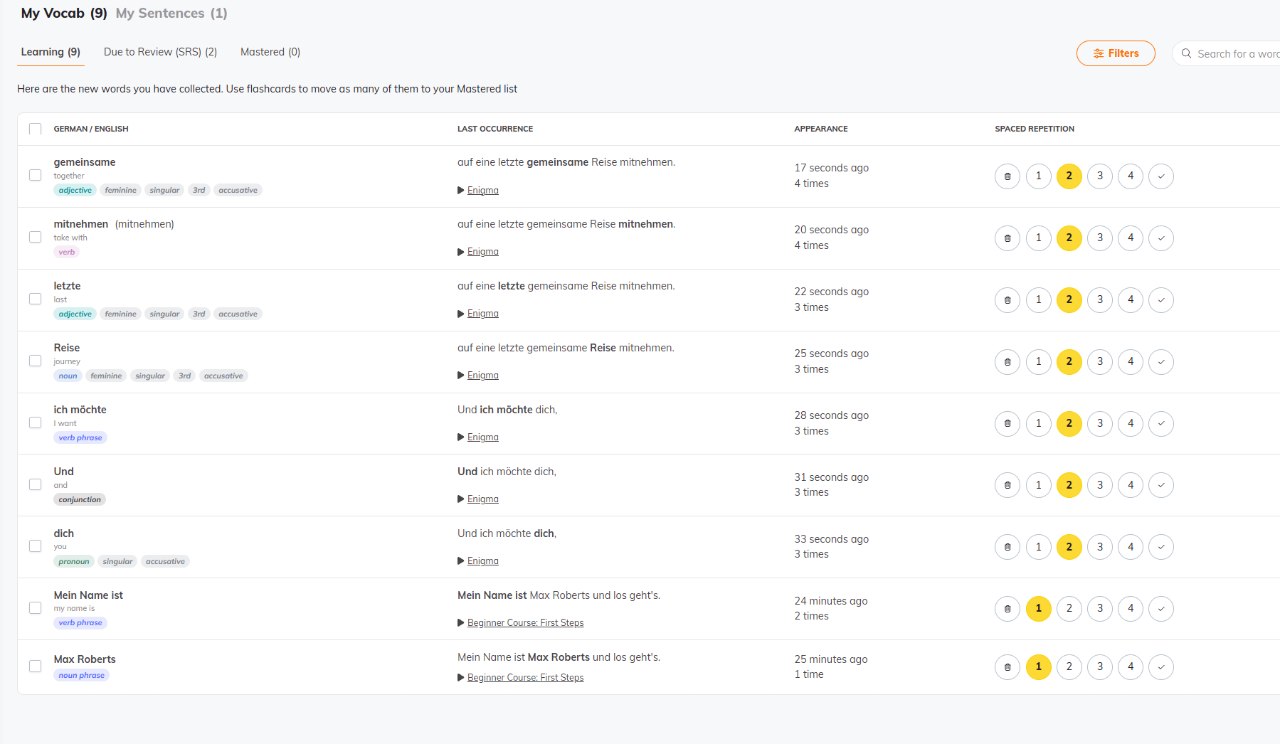 My Vocab (9) My Sentences (1)
Learning (9) Due to Review (SRS) (2) Mastered (0)
Filters
Search for a word
Here are the new words you have collected. Use flashcards to move as many of them to your Mastered list
GERMAN / ENGLISH LAST OCCURRENCE APPEARANCE SPACED REPETITION
gemeinsame
together
adjective feminine singular 3rd accusative
auf eine letzte gemeinsame Reise mitnehmen.
Enigma
17 seconds ago
4 times
1 2 3 4
mitnehmen (mitnehmen)
take with
verb
auf eine letzte gemeinsame Reise mitnehmen.
Enigma
20 seconds ago
4 times
1 2 3 4
letzte
last
adjective feminine singular 3rd accusative
auf eine letzte gemeinsame Reise mitnehmen.
Enigma
22 seconds ago
3 times
1 2 3 4
Reise
journey
noun feminine singular 3rd accusative
auf eine letzte gemeinsame Reise mitnehmen.
Enigma
25 seconds ago
3 times
1 2 3 4
ich möchte
I want
verb phrase
Und ich möchte dich,
Enigma
28 seconds ago
3 times
1 2 3 4
Und
and
conjunction
Und ich möchte dich,
Enigma
31 seconds ago
3 times
1 2 3 4
dich
you
pronoun singular accusative
Und ich möchte dich,
Enigma
33 seconds ago
3 times
1 2 3 4
Mein Name ist
my name is
verb phrase
Mein Name ist Max Roberts und los geht's.
Beginner Course: First Steps
24 minutes ago
2 times
1 2 3 4
Max Roberts
noun phrase
Mein Name ist Max Roberts und los geht's.
Beginner Course: First Steps
25 minutes ago
1 time
1 2 3 4